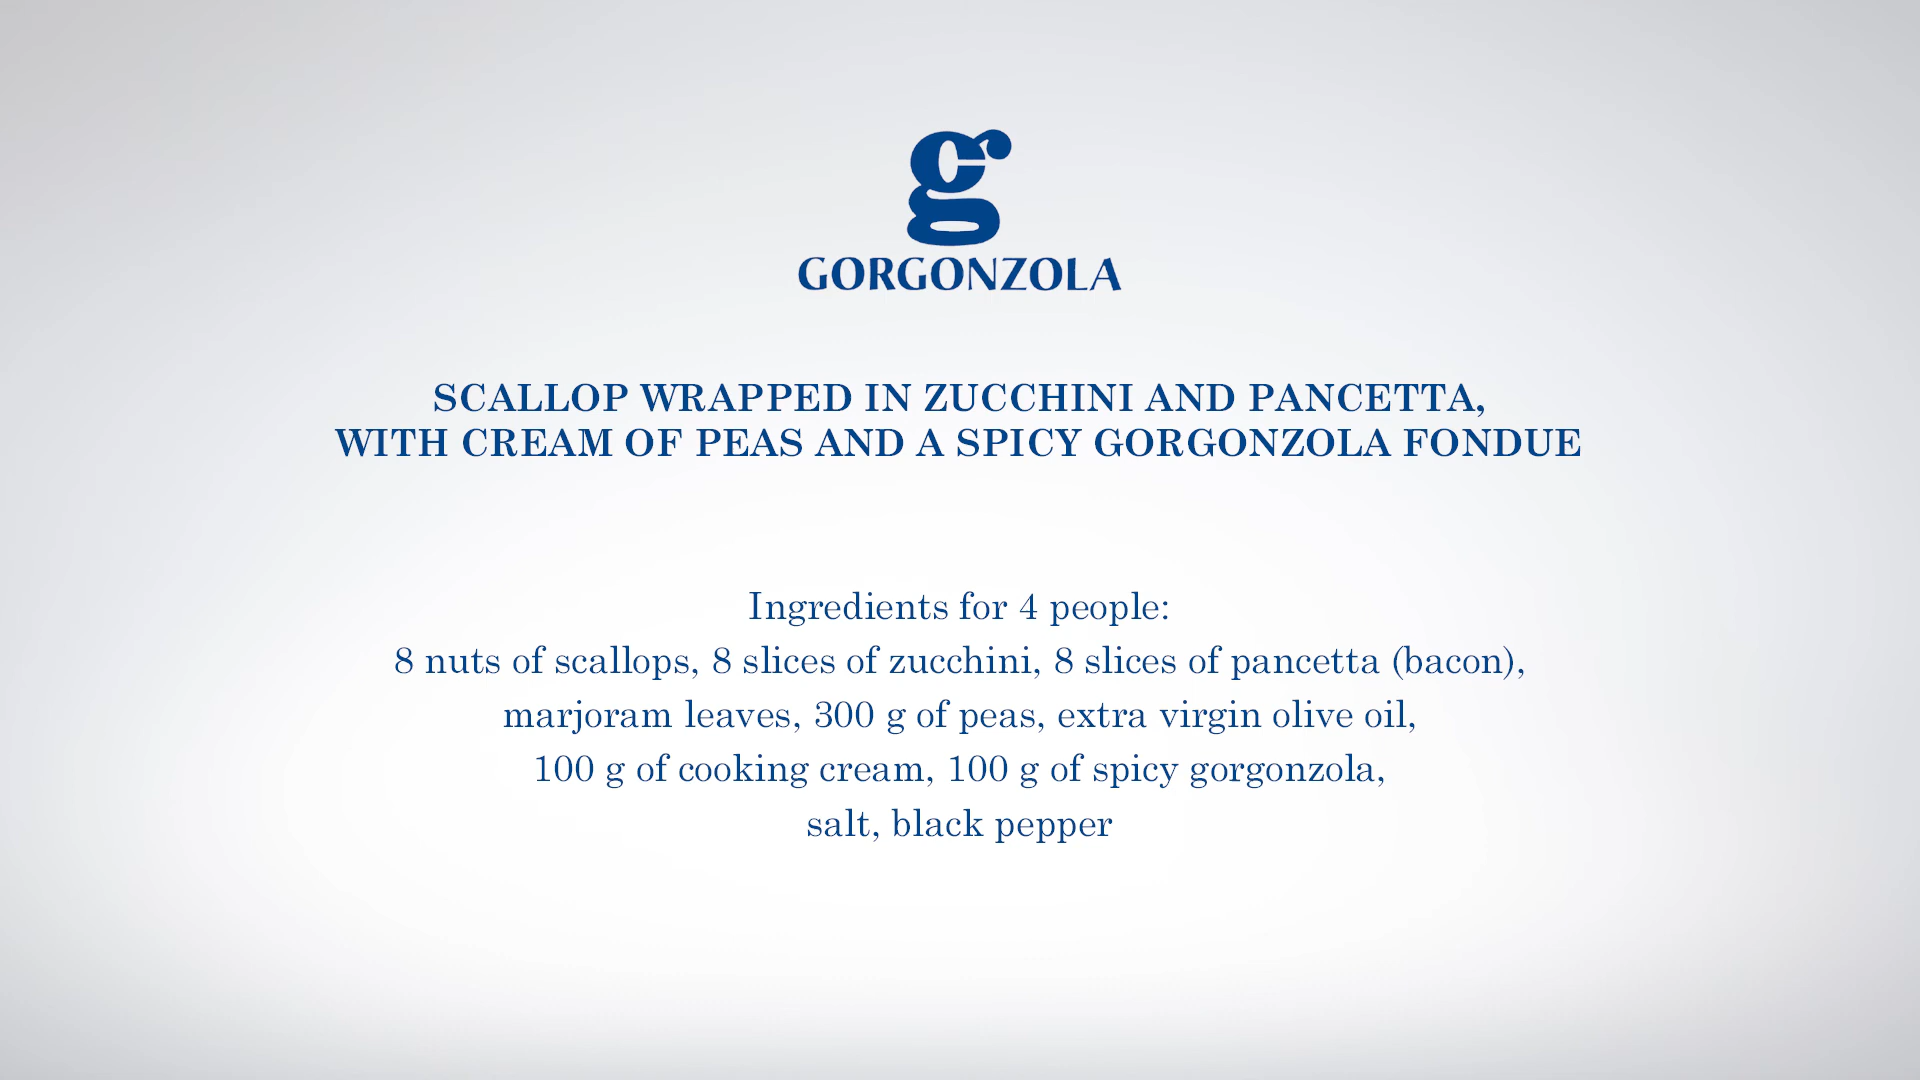 g
GORGONZOLA
SCALLOP WRAPPED IN ZUCCHINI AND PANCETTA,
WITH CREAM OF PEAS AND A SPICY GORGONZOLA FONDUE
Ingredients for 4 people:
8 nuts of scallops, 8 slices of zucchini, 8 slices of pancetta (bacon),
marjoram leaves, 300 g of peas, extra virgin olive oil,
100 g of cooking cream, 100 g of spicy gorgonzola,
salt, black pepper